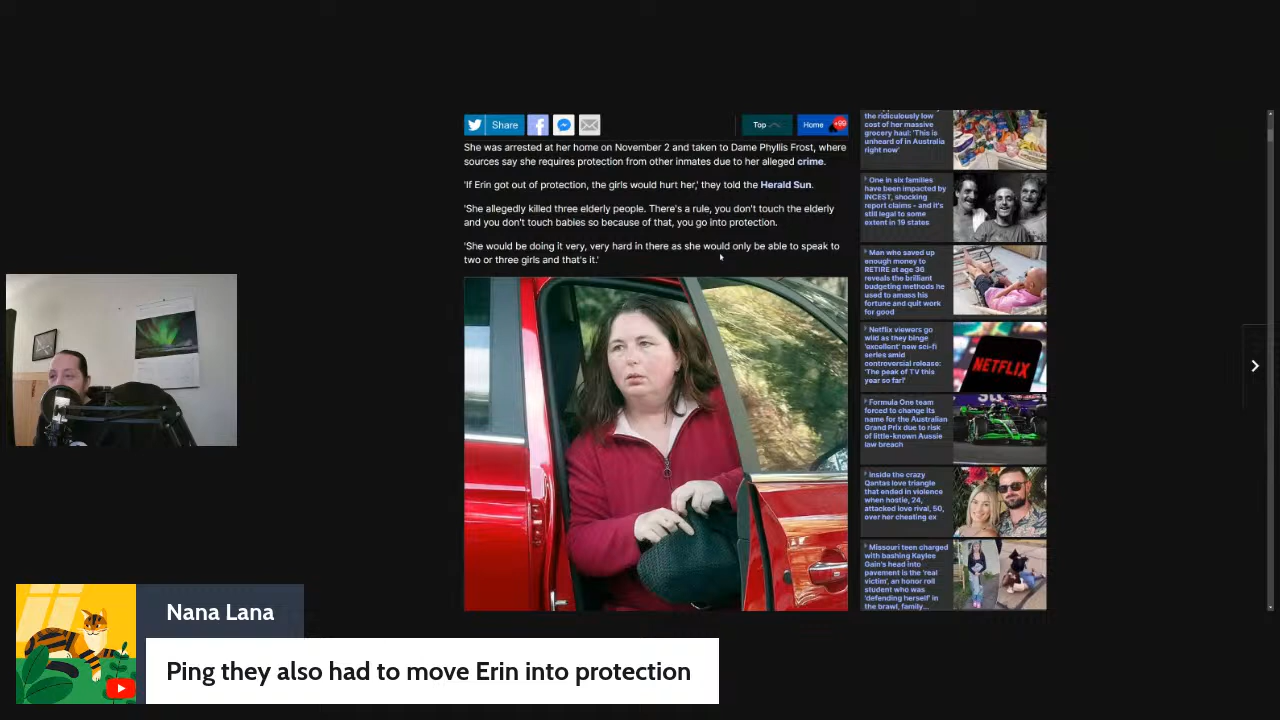 Share
Top
Home
+99
She was arrested at her home on November 2 and taken to Dame Phyllis Frost, where
sources say she requires protection from other inmates due to her alleged crime.
'If Erin got out of protection, the girls would hurt her,' they told the Herald Sun.
'She allegedly killed three elderly people. There's a rule, you don't touch the elderly
and you don't touch babies so because of that, you go into protection.
'She would be doing it very, very hard in there as she would only be able to speak to
two or three girls and that's it.'
the ridiculously low
cost of her massive
grocery haul: 'This is
unheard of in Australia
right now'
One in six families
have been impacted by
INCEST, shocking
report claims - and it's
still legal to some
extent in 19 states
Man who saved up
enough money to
RETIRE at age 36
reveals the brilliant
budgeting methods he
used to amass his
fortune and quit work
for good
Netflix viewers go
wild as they binge
'excellent' new sci-fi
series amid
controversial release:
'The peak of TV this
year so far!'
NETFLIX
Formula One team
forced to change its
name for the Australian
Grand Prix due to risk
of little-known Aussie
law breach
Inside the crazy
Qantas love triangle
that ended in violence
when hostie, 24,
attacked love rival, 50,
over her cheating ex
Missouri teen charged
with bashing Kaylee
Gain's head into
pavement is the 'real
victim', an honor roll
student who was
'defending herself' in
the brawl, family...
Nana Lana
Ping they also had to move Erin into protection